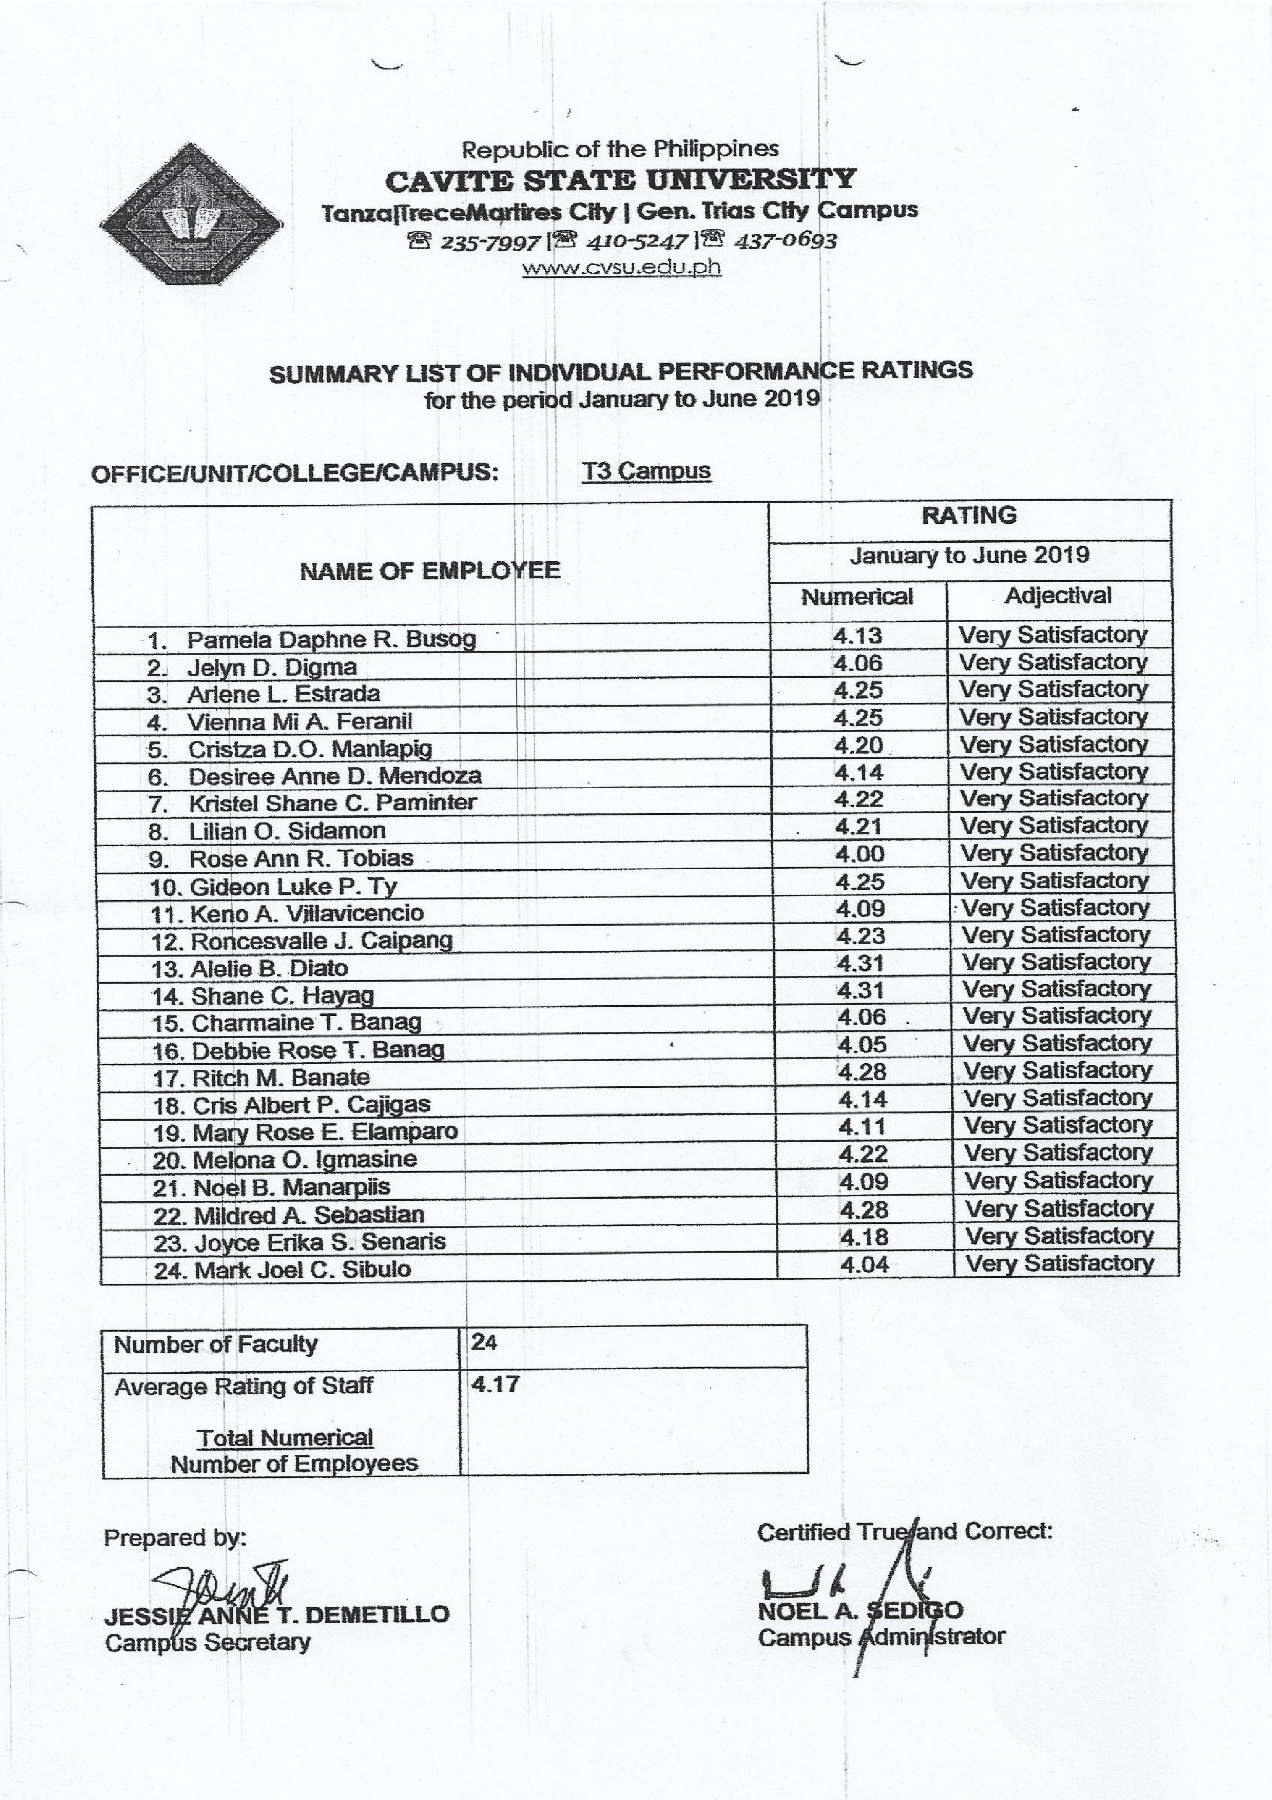 Republic of the Philippines
CAVITE STATE UNIVERSITY
Tanza|TreceMartires City | Gen. Trias City Campus
☎ 235-7997 |☎ 410-5247 |☎ 437-0693
www.cvsu.edu.ph
SUMMARY LIST OF INDIVIDUAL PERFORMANCE RATINGS
for the period January to June 2019
OFFICE/UNIT/COLLEGE/CAMPUS: T3 Campus
RATING
NAME OF EMPLOYEE January to June 2019
Numerical Adjectival
1. Pamela Daphne R. Busog 4.13 Very Satisfactory
2. Jelyn D. Digma 4.06 Very Satisfactory
3. Arlene L. Estrada 4.25 Very Satisfactory
4. Vienna Mi A. Feranil 4.25 Very Satisfactory
5. Cristza D.O. Manlapig 4.20 Very Satisfactory
6. Desiree Anne D. Mendoza 4.14 Very Satisfactory
7. Kristel Shane C. Paminter 4.22 Very Satisfactory
8. Lilian O. Sidamon 4.21 Very Satisfactory
9. Rose Ann R. Tobias 4.00 Very Satisfactory
10. Gideon Luke P. Ty 4.25 Very Satisfactory
11. Keno A. Villavicencio 4.09 Very Satisfactory
12. Roncesvalle J. Caipang 4.23 Very Satisfactory
13. Alelie B. Diato 4.31 Very Satisfactory
14. Shane C. Hayag 4.31 Very Satisfactory
15. Charmaine T. Banag 4.06 Very Satisfactory
16. Debbie Rose T. Banag 4.05 Very Satisfactory
17. Ritch M. Banate 4.28 Very Satisfactory
18. Cris Albert P. Cajigas 4.14 Very Satisfactory
19. Mary Rose E. Elamparo 4.11 Very Satisfactory
20. Melona O. Igmasine 4.22 Very Satisfactory
21. Noel B. Manarpiis 4.09 Very Satisfactory
22. Mildred A. Sebastian 4.28 Very Satisfactory
23. Joyce Erika S. Senaris 4.18 Very Satisfactory
24. Mark Joel C. Sibulo 4.04 Very Satisfactory
Number of Faculty 24
Average Rating of Staff 4.17
Total Numerical
Number of Employees
Prepared by: Certified True and Correct:
JESSIE ANNE T. DEMETILLO NOEL A. SEDIGO
Campus Secretary Campus Administrator